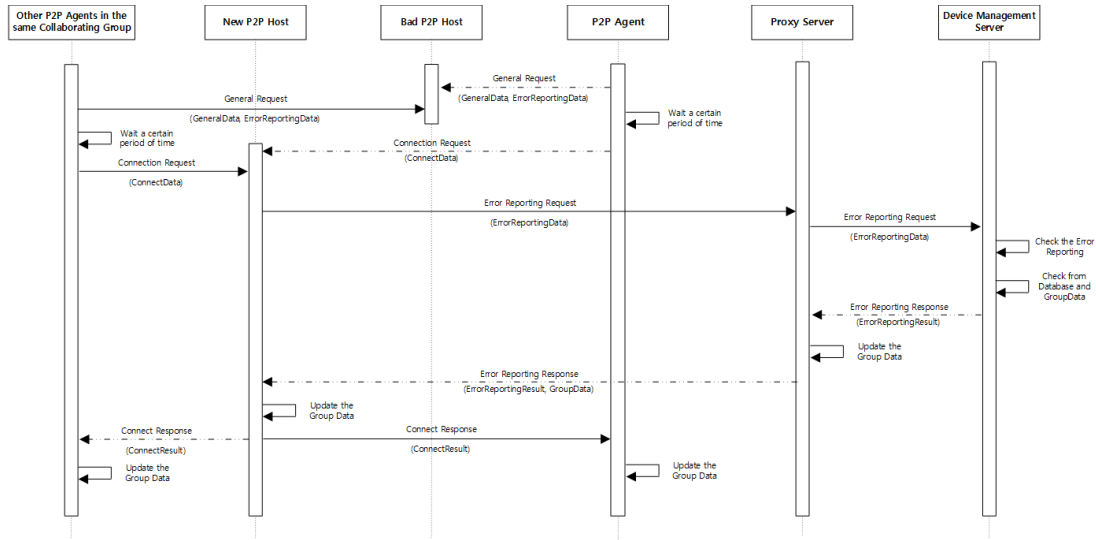 Other P2P Agents in the
same Collaborating Group
New P2P Host
Bad P2P Host
P2P Agent
Proxy Server
Device Management
Server
General Request
(GeneralData, ErrorReportingData)
General Request
(GeneralData, ErrorReportingData)
Wait a certain
period of time
Wait a certain
period of time
Connection Request
(ConnectData)
Connection Request
(ConnectData)
Error Reporting Request
(ErrorReportingData)
Error Reporting Request
(ErrorReportingData)
Check the Error
Reporting
Check from
Database and
GroupData
Error Reporting Response
(ErrorReportingResult)
Update the
Group Data
Error Reporting Response
(ErrorReportingResult, GroupData)
Update the
Group Data
Connect Response
(ConnectResult)
Connect Response
(ConnectResult)
Update the
Group Data
Update the
Group Data